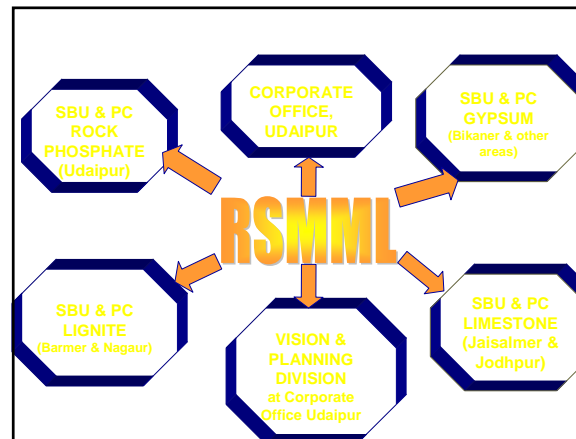 SBU & PC
ROCK
PHOSPHATE
(Udaipur)
CORPORATE
OFFICE,
UDAIPUR
SBU & PC
GYPSUM
(Bikaner & other
areas)
RSMML
SBU & PC
LIGNITE
(Barmer & Nagaur)
VISION &
PLANNING
DIVISION
at Corporate
Office Udaipur
SBU & PC
LIMESTONE
(Jaisalmer &
Jodhpur)